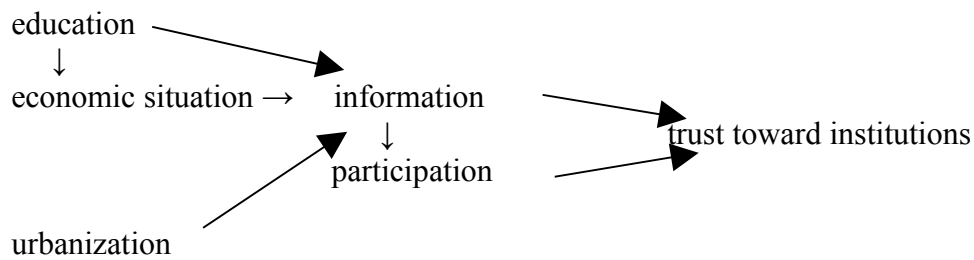 education
↓
economic situation → information
↓
trust toward institutions
participation
urbanization